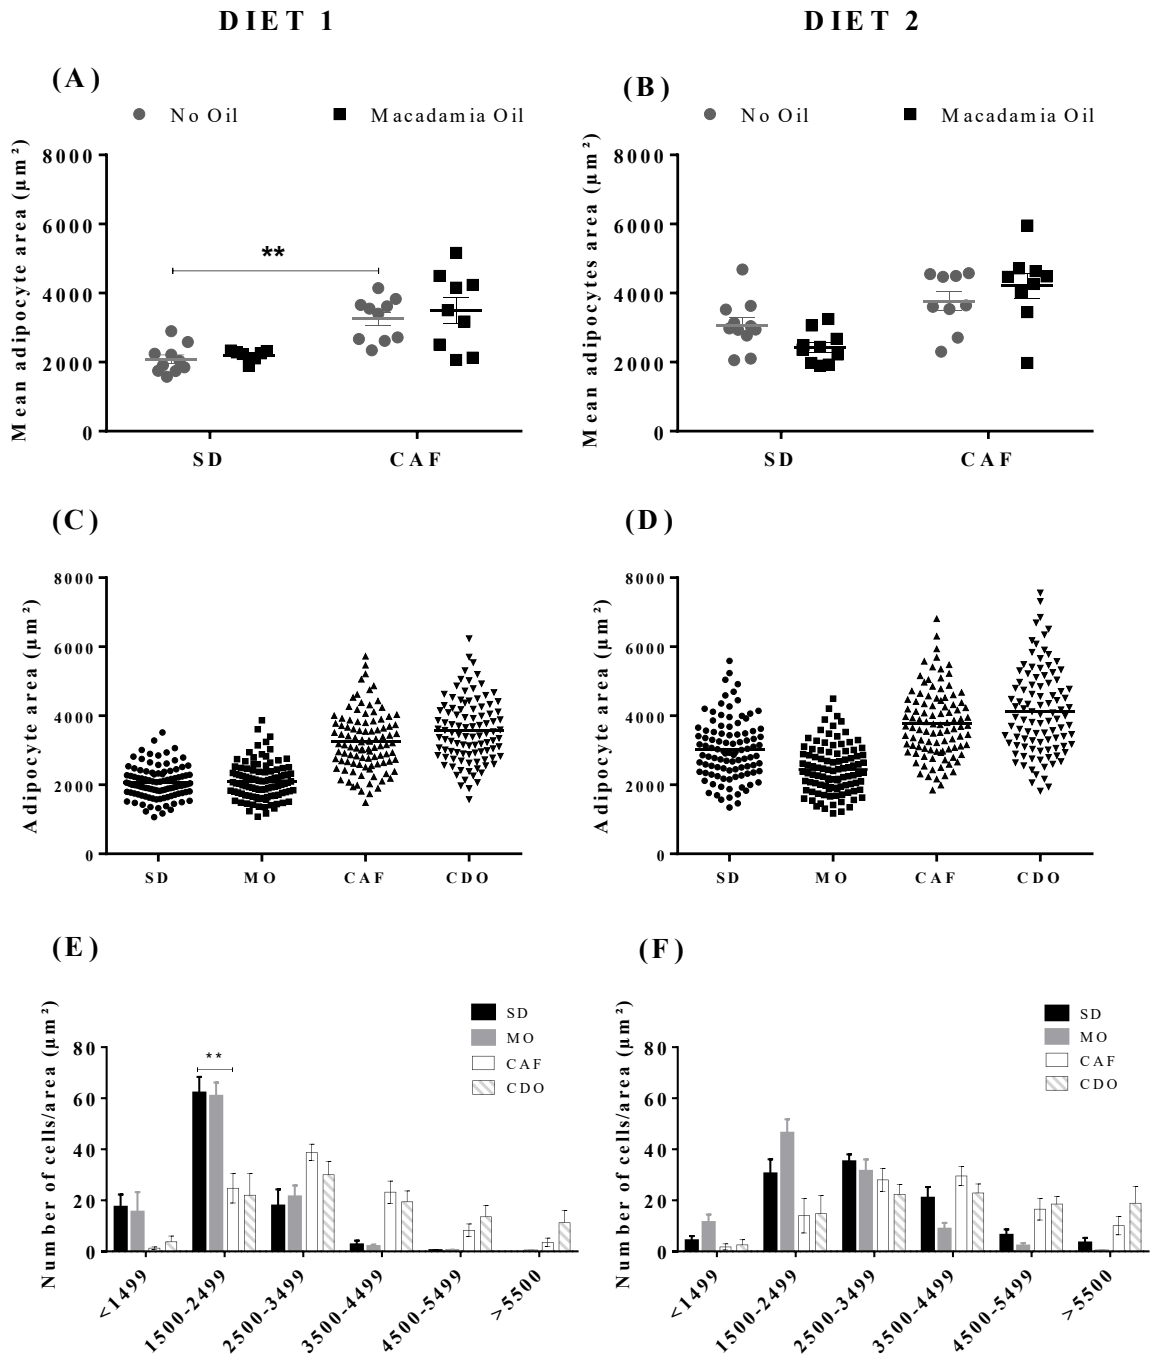 DIET 1
DIET 2
(A)
No Oil
Macadamia Oil
Mean adipocyte area (µm²)
8000
6000
4000
2000
0
**
SD
CAF
(B)
No Oil
Macadamia Oil
Mean adipocytes area (µm²)
8000
6000
4000
2000
0
SD
CAF
(C)
Adipocyte area (µm²)
8000
6000
4000
2000
0
SD
MO
CAF
CDO
(D)
Adipocyte area (µm²)
8000
6000
4000
2000
0
SD
MO
CAF
CDO
(E)
SD
MO
CAF
CDO
Number of cells/area (µm²)
80
60
40
20
0
**
<1499
1500-2499
2500-3499
3500-4499
4500-5499
>5500
(F)
SD
MO
CAF
CDO
Number of cells/area (µm²)
80
60
40
20
0
<1499
1500-2499
2500-3499
3500-4499
4500-5499
>5500